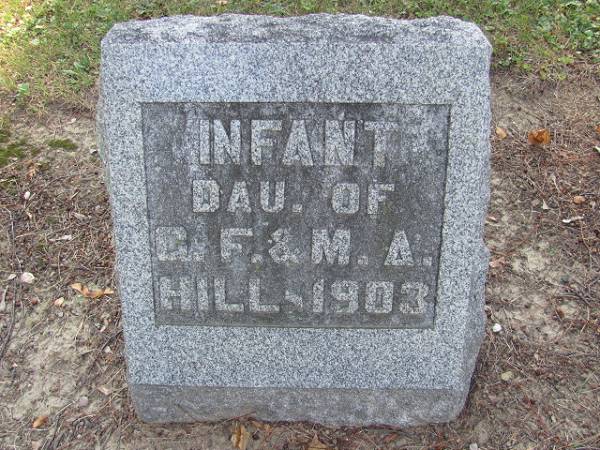 INFANT
DAU. OF
G. F. & M. A.
HILL - 1903